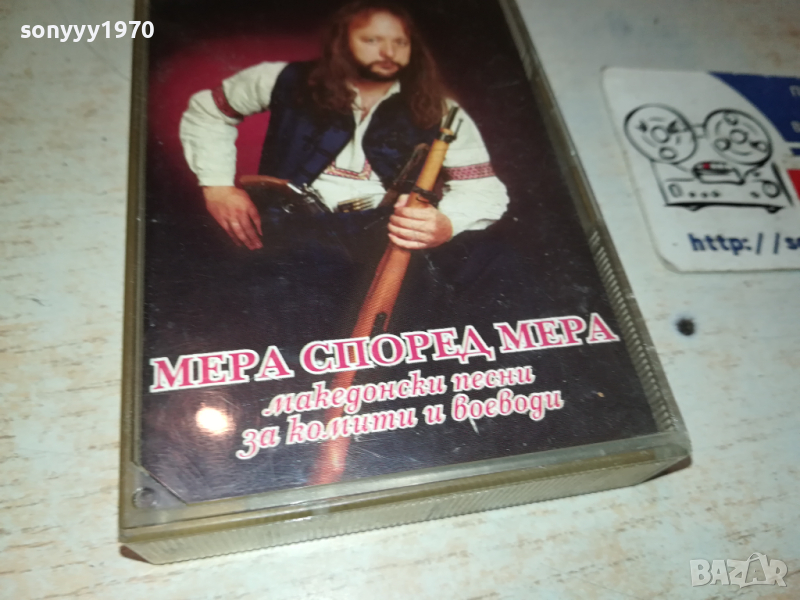 sonyyy1970
http://s
МЕРА СПОРЕД МЕРА
македонски песни
за комити и воеводи
BAZAR